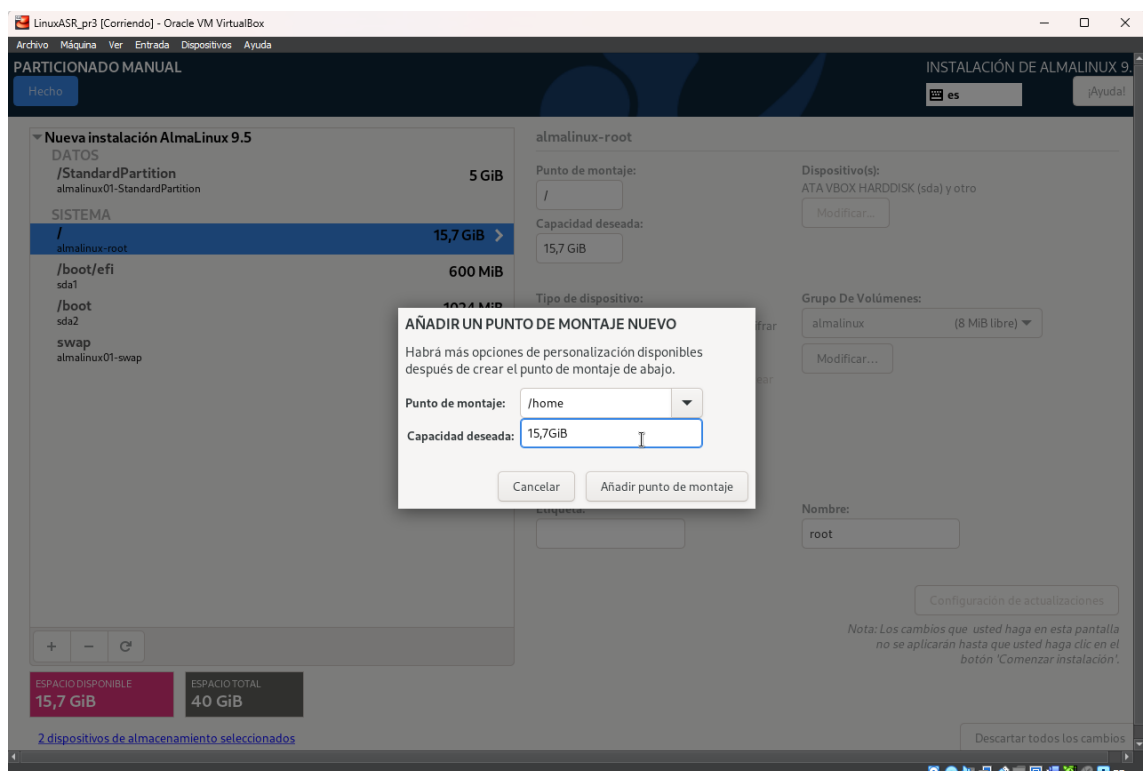 LinuxASR_pr3 [Corriendo] - Oracle VM VirtualBox
Archivo Máquina Ver Entrada Dispositivos Ayuda
PARTICIONADO MANUAL
INSTALACIÓN DE ALMALINUX 9.
Hecho
es
¡Ayuda!
Nueva instalación AlmaLinux 9.5
DATOS
/StandardPartition
5 GiB
almalinux01-StandardPartition
SISTEMA
/
15,7 GiB
almalinux-root
/boot/efi
600 MiB
sda1
/boot
1024 MiB
sda2
swap
almalinux01-swap
almalinux-root
Punto de montaje:
/
Dispositivo(s):
ATA VBOX HARDDISK (sda) y otro
Modificar...
Capacidad deseada:
15,7 GiB
Tipo de dispositivo:
Grupo De Volúmenes:
almalinux (8 MiB libre)
Modificar...
AÑADIR UN PUNTO DE MONTAJE NUEVO
Habrá más opciones de personalización disponibles
después de crear el punto de montaje de abajo.
Punto de montaje: /home
Capacidad deseada: 15,7GiB
Cancelar
Añadir punto de montaje
Etiqueta:
Nombre:
root
Configuración de actualizaciones
Nota: Los cambios que usted haga en esta pantalla
no se aplicarán hasta que usted haga clic en el
botón 'Comenzar instalación'.
ESPACIO DISPONIBLE
15,7 GiB
ESPACIO TOTAL
40 GiB
2 dispositivos de almacenamiento seleccionados
Descartar todos los cambios